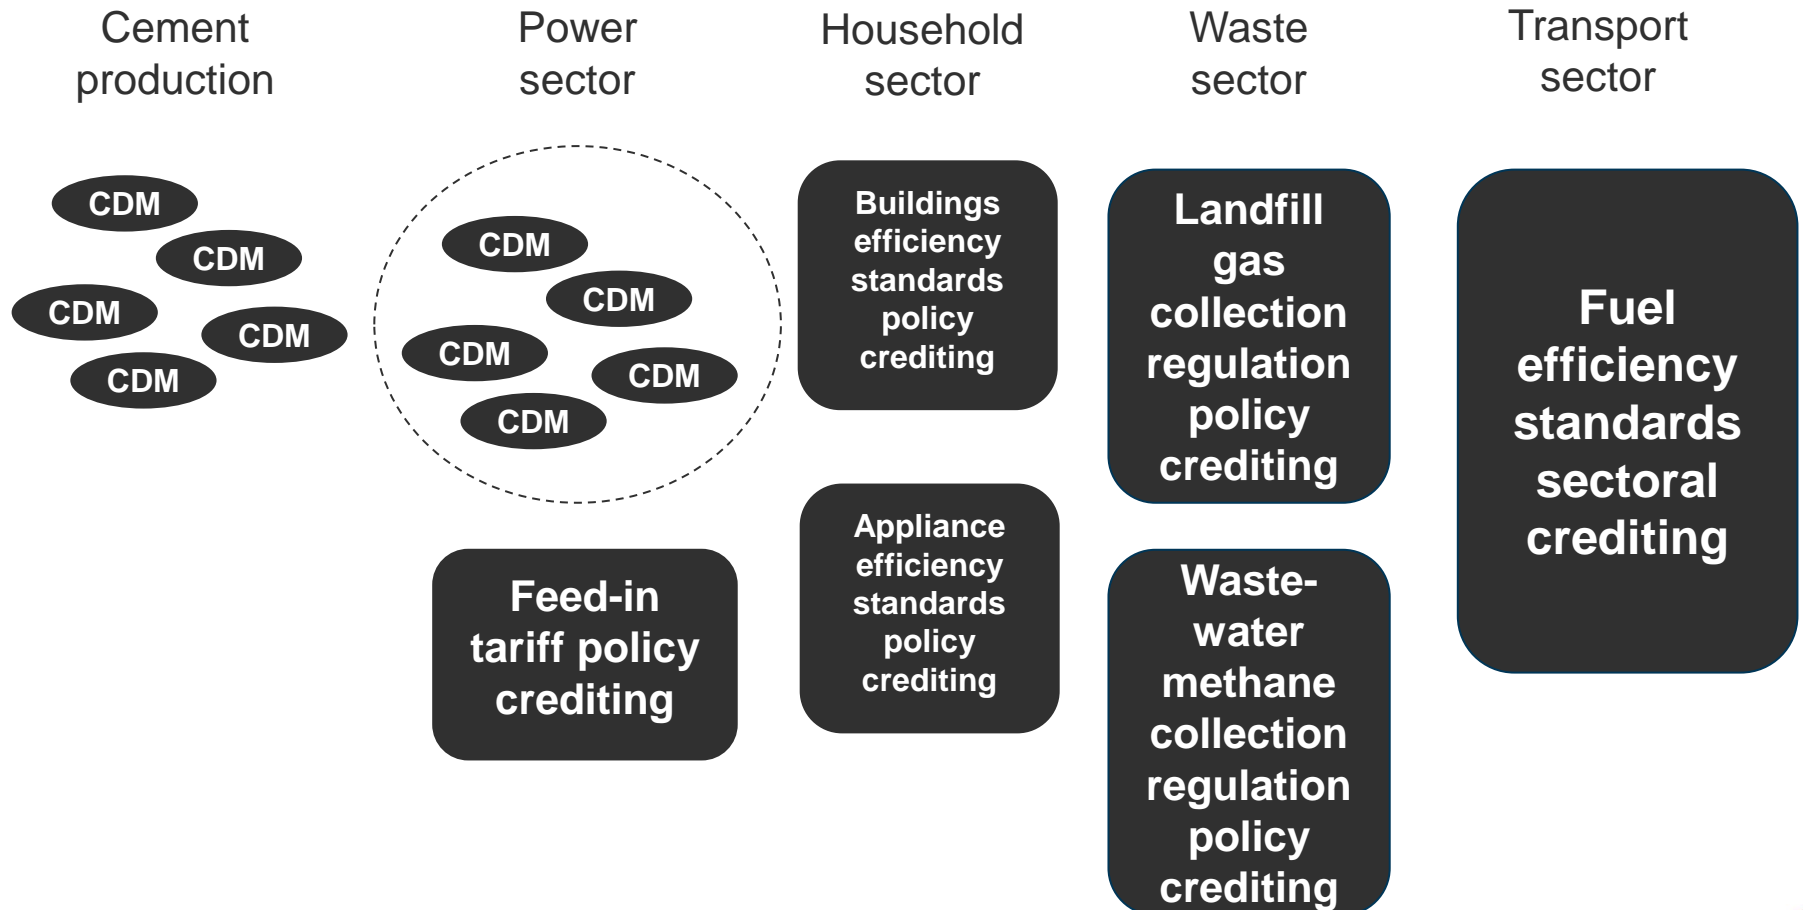 Cement
production
Power
sector
Household
sector
Waste
sector
Transport
sector
CDM
CDM
CDM
CDM
CDM
CDM
CDM
CDM
CDM
CDM
Feed-in
tariff policy
crediting
Buildings
efficiency
standards
policy
crediting
Appliance
efficiency
standards
policy
crediting
Landfill
gas
collection
regulation
policy
crediting
Waste-
water
methane
collection
regulation
policy
crediting
Fuel
efficiency
standards
sectoral
crediting